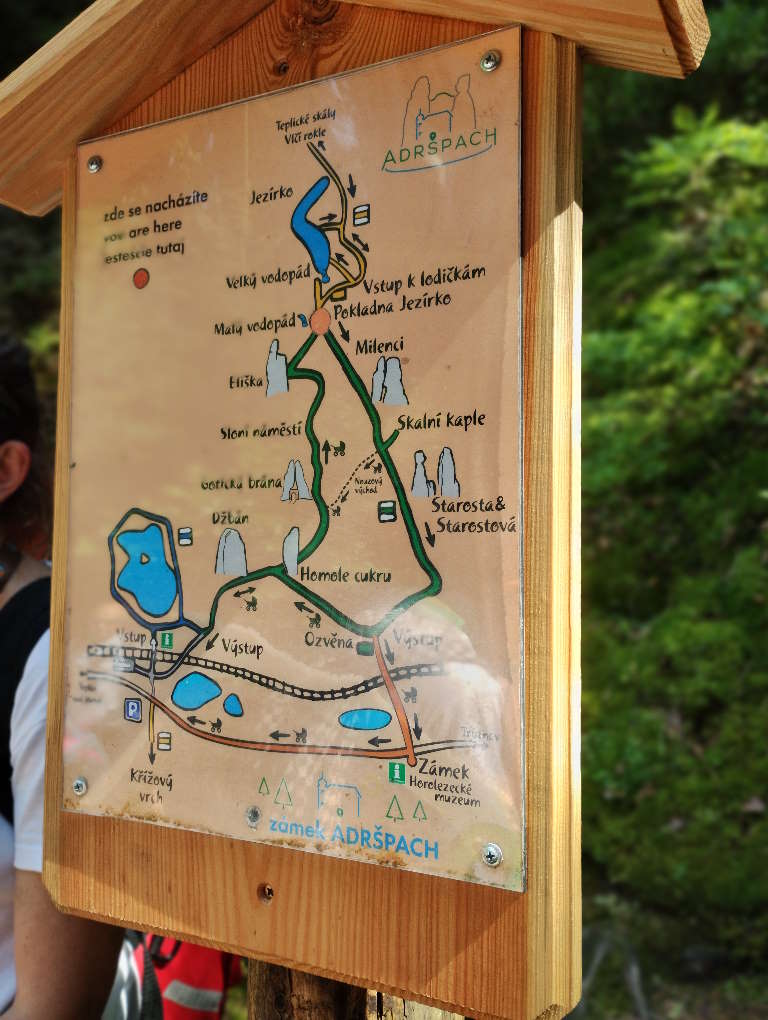 Teplické skály
Vlčí rokle
ADRŠPACH
zde se nacházíte
you are here
jestescie tutaj
Jezírko
Velký vodopád
Vstup k lodičkám
Pokladna Jezírko
Malý vodopád
Milenci
Eliška
Skalní kaple
Sloní náměstí
Gotická brána
Nouzový
východ
Starosta&
Starostová
Džbán
Homole cukru
Vstup
i
Výstup
Ozvěna
Výstup
P
Trutnov
Křížový
vrch
i
Zámek
Horolezecké
muzeum
zámek ADRŠPACH